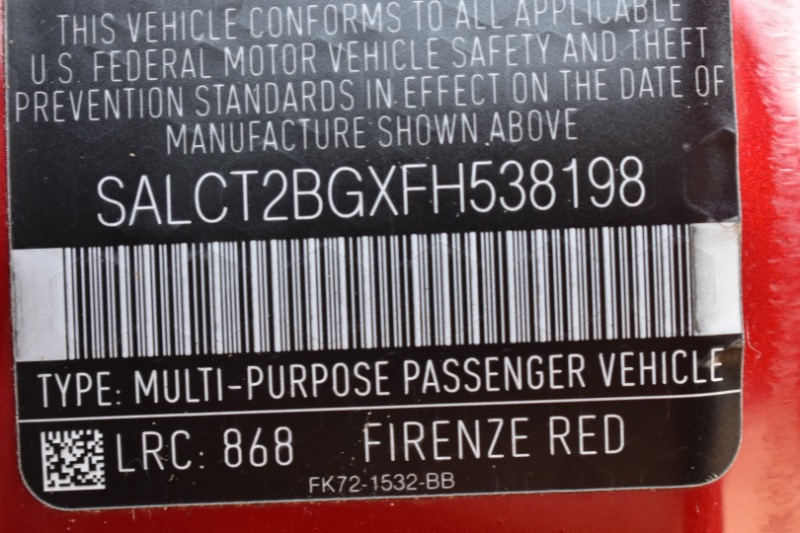 THIS VEHICLE CONFORMS TO ALL APPLICABLE
U.S. FEDERAL MOTOR VEHICLE SAFETY AND THEFT
PREVENTION STANDARDS IN EFFECT ON THE DATE OF
MANUFACTURE SHOWN ABOVE
SALCT2BGXFH538198
TYPE: MULTI-PURPOSE PASSENGER VEHICLE
LRC: 868 FIRENZE RED
FK72-1532-BB